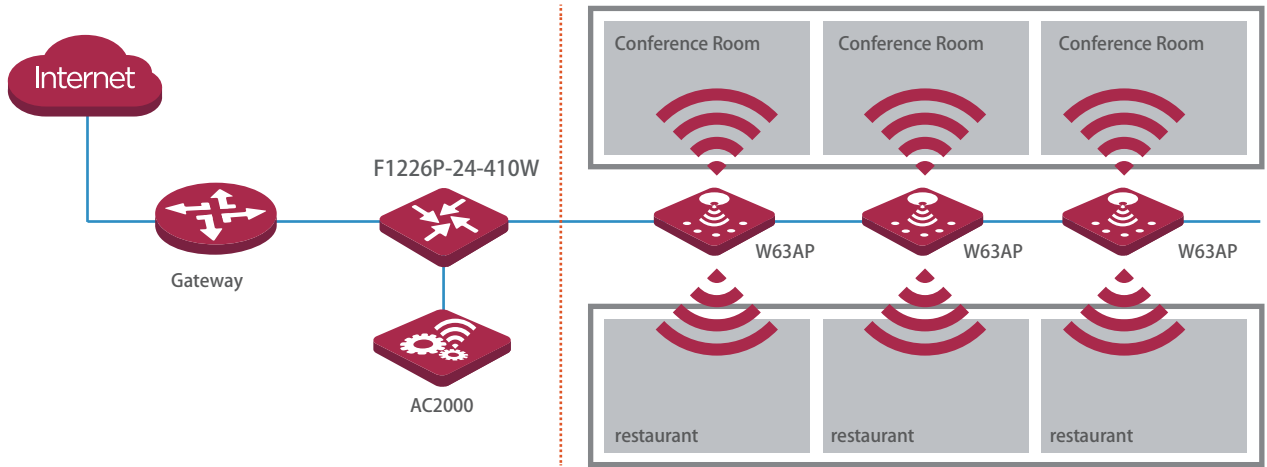 Internet
Conference Room
Conference Room
Conference Room
F1226P-24-410W
W63AP
W63AP
W63AP
Gateway
AC2000
restaurant
restaurant
restaurant